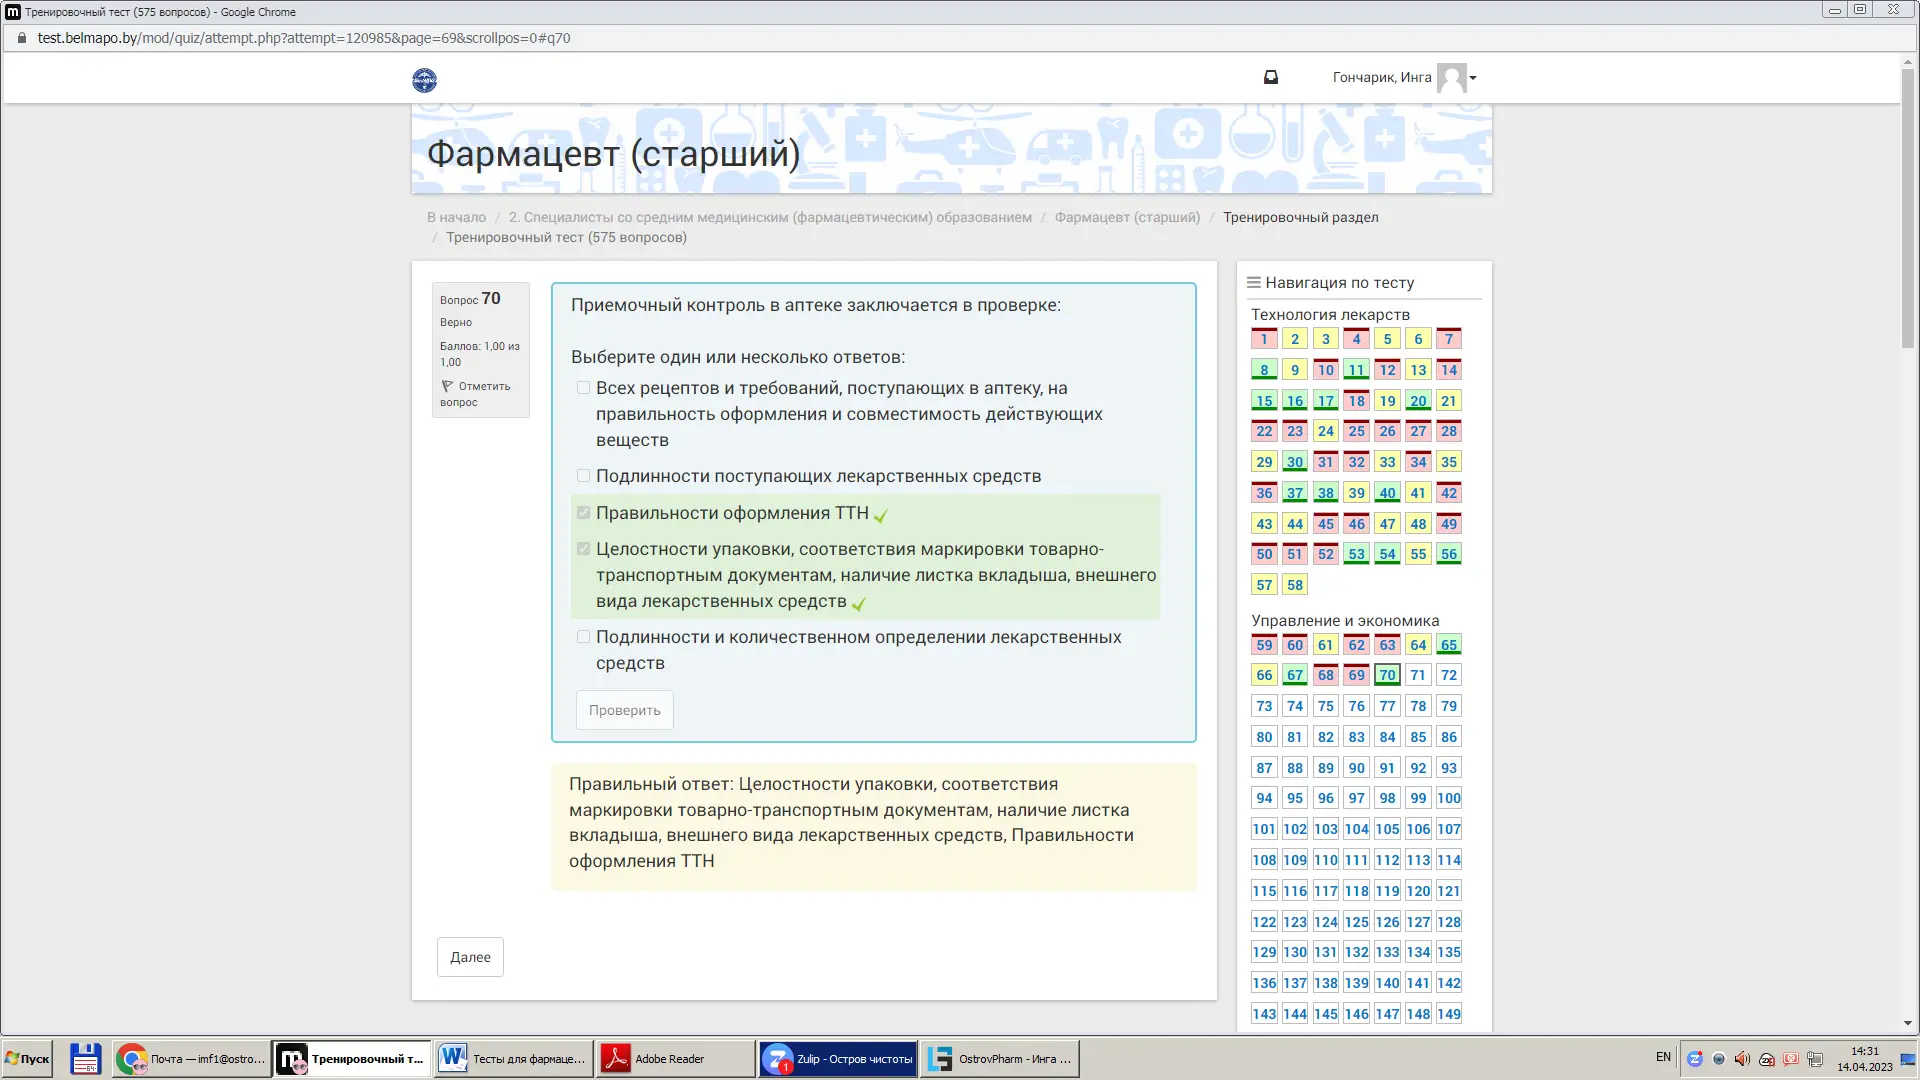 Тренировочный тест (575 вопросов) - Google Chrome
test.belmapo.by/mod/quiz/attempt.php?attempt=120985&page=69&scrollpos=0#q70
Гончарик, Инга
Фармацевт (старший)
В начало / 2. Специалисты со средним медицинским (фармацевтическим) образованием / Фармацевт (старший) / Тренировочный раздел
/ Тренировочный тест (575 вопросов)
Вопрос 70
Верно
Баллов: 1,00 из
1,00
Отметить
вопрос
Приемочный контроль в аптеке заключается в проверке:
Выберите один или несколько ответов:
Всех рецептов и требований, поступающих в аптеку, на
правильность оформления и совместимость действующих
веществ
Подлинности поступающих лекарственных средств
Правильности оформления ТТН
Целостности упаковки, соответствия маркировки товарно-
транспортным документам, наличие листка вкладыша, внешнего
вида лекарственных средств
Подлинности и количественном определении лекарственных
средств
Проверить
Правильный ответ: Целостности упаковки, соответствия
маркировки товарно-транспортным документам, наличие листка
вкладыша, внешнего вида лекарственных средств, Правильности
оформления ТТН
Далее
Навигация по тесту
Технология лекарств
1 2 3 4 5 6 7
8 9 10 11 12 13 14
15 16 17 18 19 20 21
22 23 24 25 26 27 28
29 30 31 32 33 34 35
36 37 38 39 40 41 42
43 44 45 46 47 48 49
50 51 52 53 54 55 56
57 58
Управление и экономика
59 60 61 62 63 64 65
66 67 68 69 70 71 72
73 74 75 76 77 78 79
80 81 82 83 84 85 86
87 88 89 90 91 92 93
94 95 96 97 98 99 100
101 102 103 104 105 106 107
108 109 110 111 112 113 114
115 116 117 118 119 120 121
122 123 124 125 126 127 128
129 130 131 132 133 134 135
136 137 138 139 140 141 142
143 144 145 146 147 148 149
Пуск
Почта — imf1@ostro...
Тренировочный т...
Тесты для фармаце...
Adobe Reader
1
Zulip - Остров чистоты
OstrovPharm - Инга ...
EN
14:31
14.04.2023